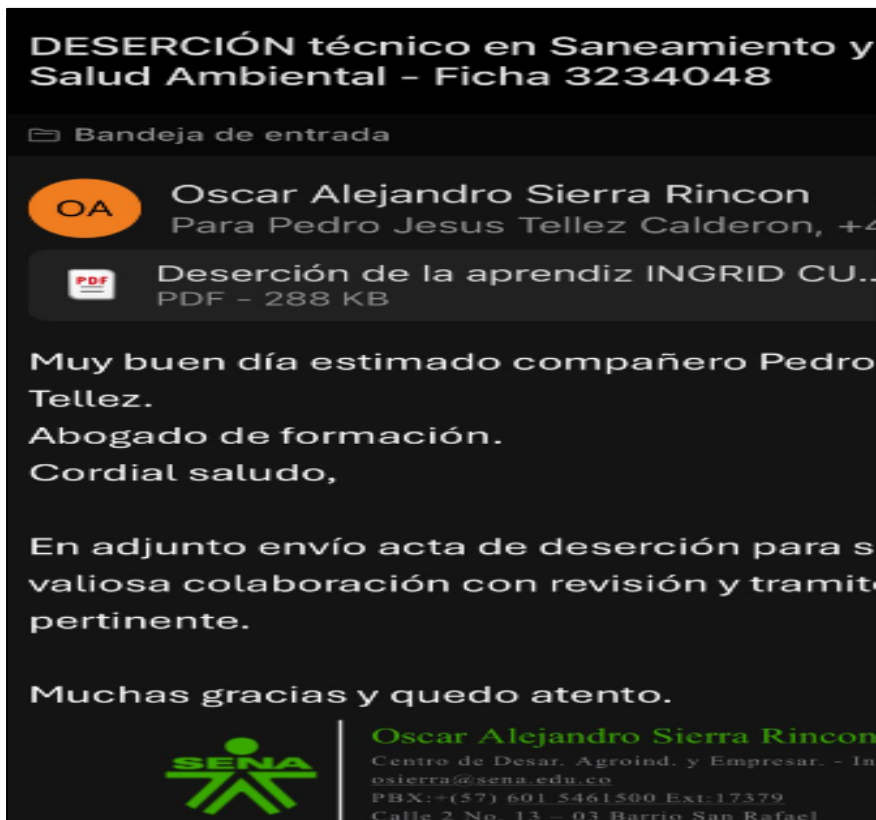 DESERCIÓN técnico en Saneamiento y
Salud Ambiental - Ficha 3234048
Bandeja de entrada
OA
Oscar Alejandro Sierra Rincon
Para Pedro Jesus Tellez Calderon, +4
PDF
Deserción de la aprendiz INGRID CU...
PDF - 288 KB
Muy buen día estimado compañero Pedro
Tellez.
Abogado de formación.
Cordial saludo,
En adjunto envío acta de deserción para s
valiosa colaboración con revisión y tramit
pertinente.
Muchas gracias y quedo atento.
SENA
Oscar Alejandro Sierra Rincon
Centro de Desar. Agroind. y Empresar. - In
osierra@sena.edu.co
PBX:+(57) 601 5461500 Ext:17379
Calle 2 No. 13 – 03 Barrio San Rafael